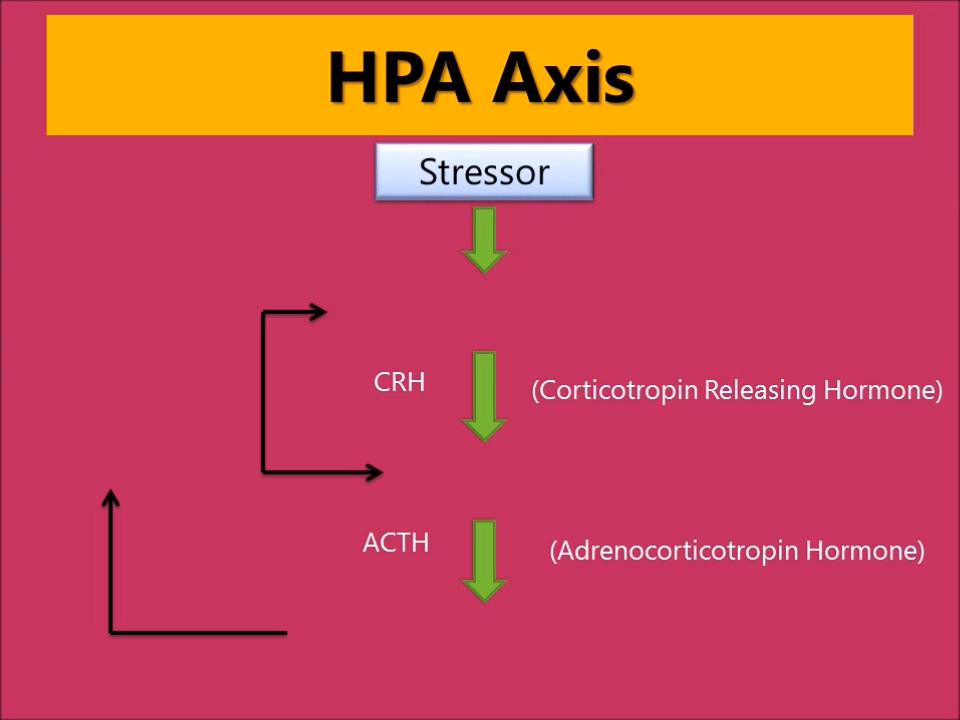 HPA Axis
Stressor
CRH
(Corticotropin Releasing Hormone)
ACTH
(Adrenocorticotropin Hormone)